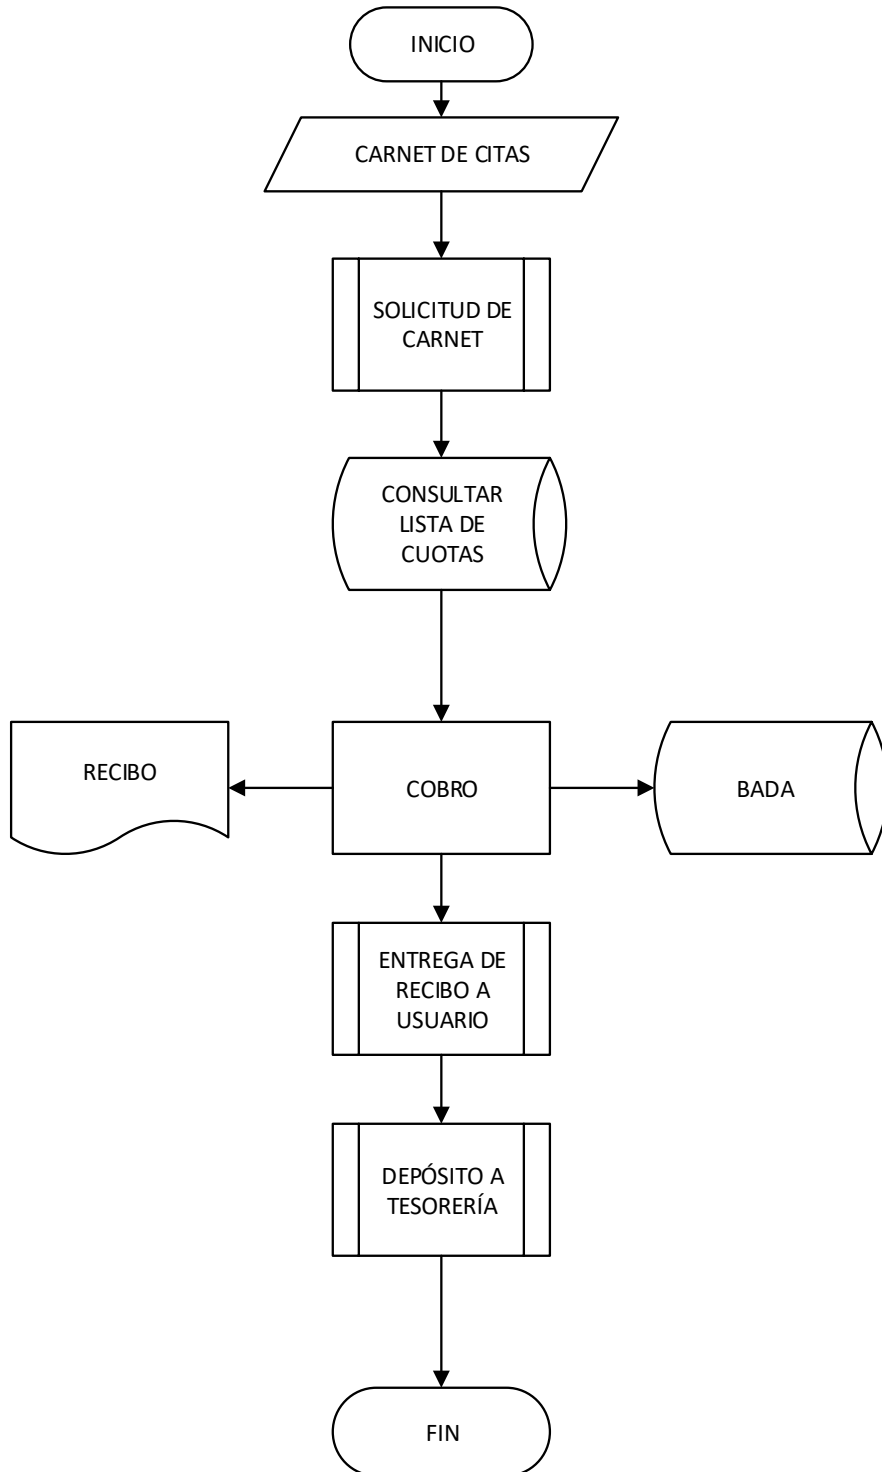 INICIO
CARNET DE CITAS
SOLICITUD DE
CARNET
CONSULTAR
LISTA DE
CUOTAS
RECIBO
COBRO
BADA
ENTREGA DE
RECIBO A
USUARIO
DEPÓSITO A
TESORERÍA
FIN